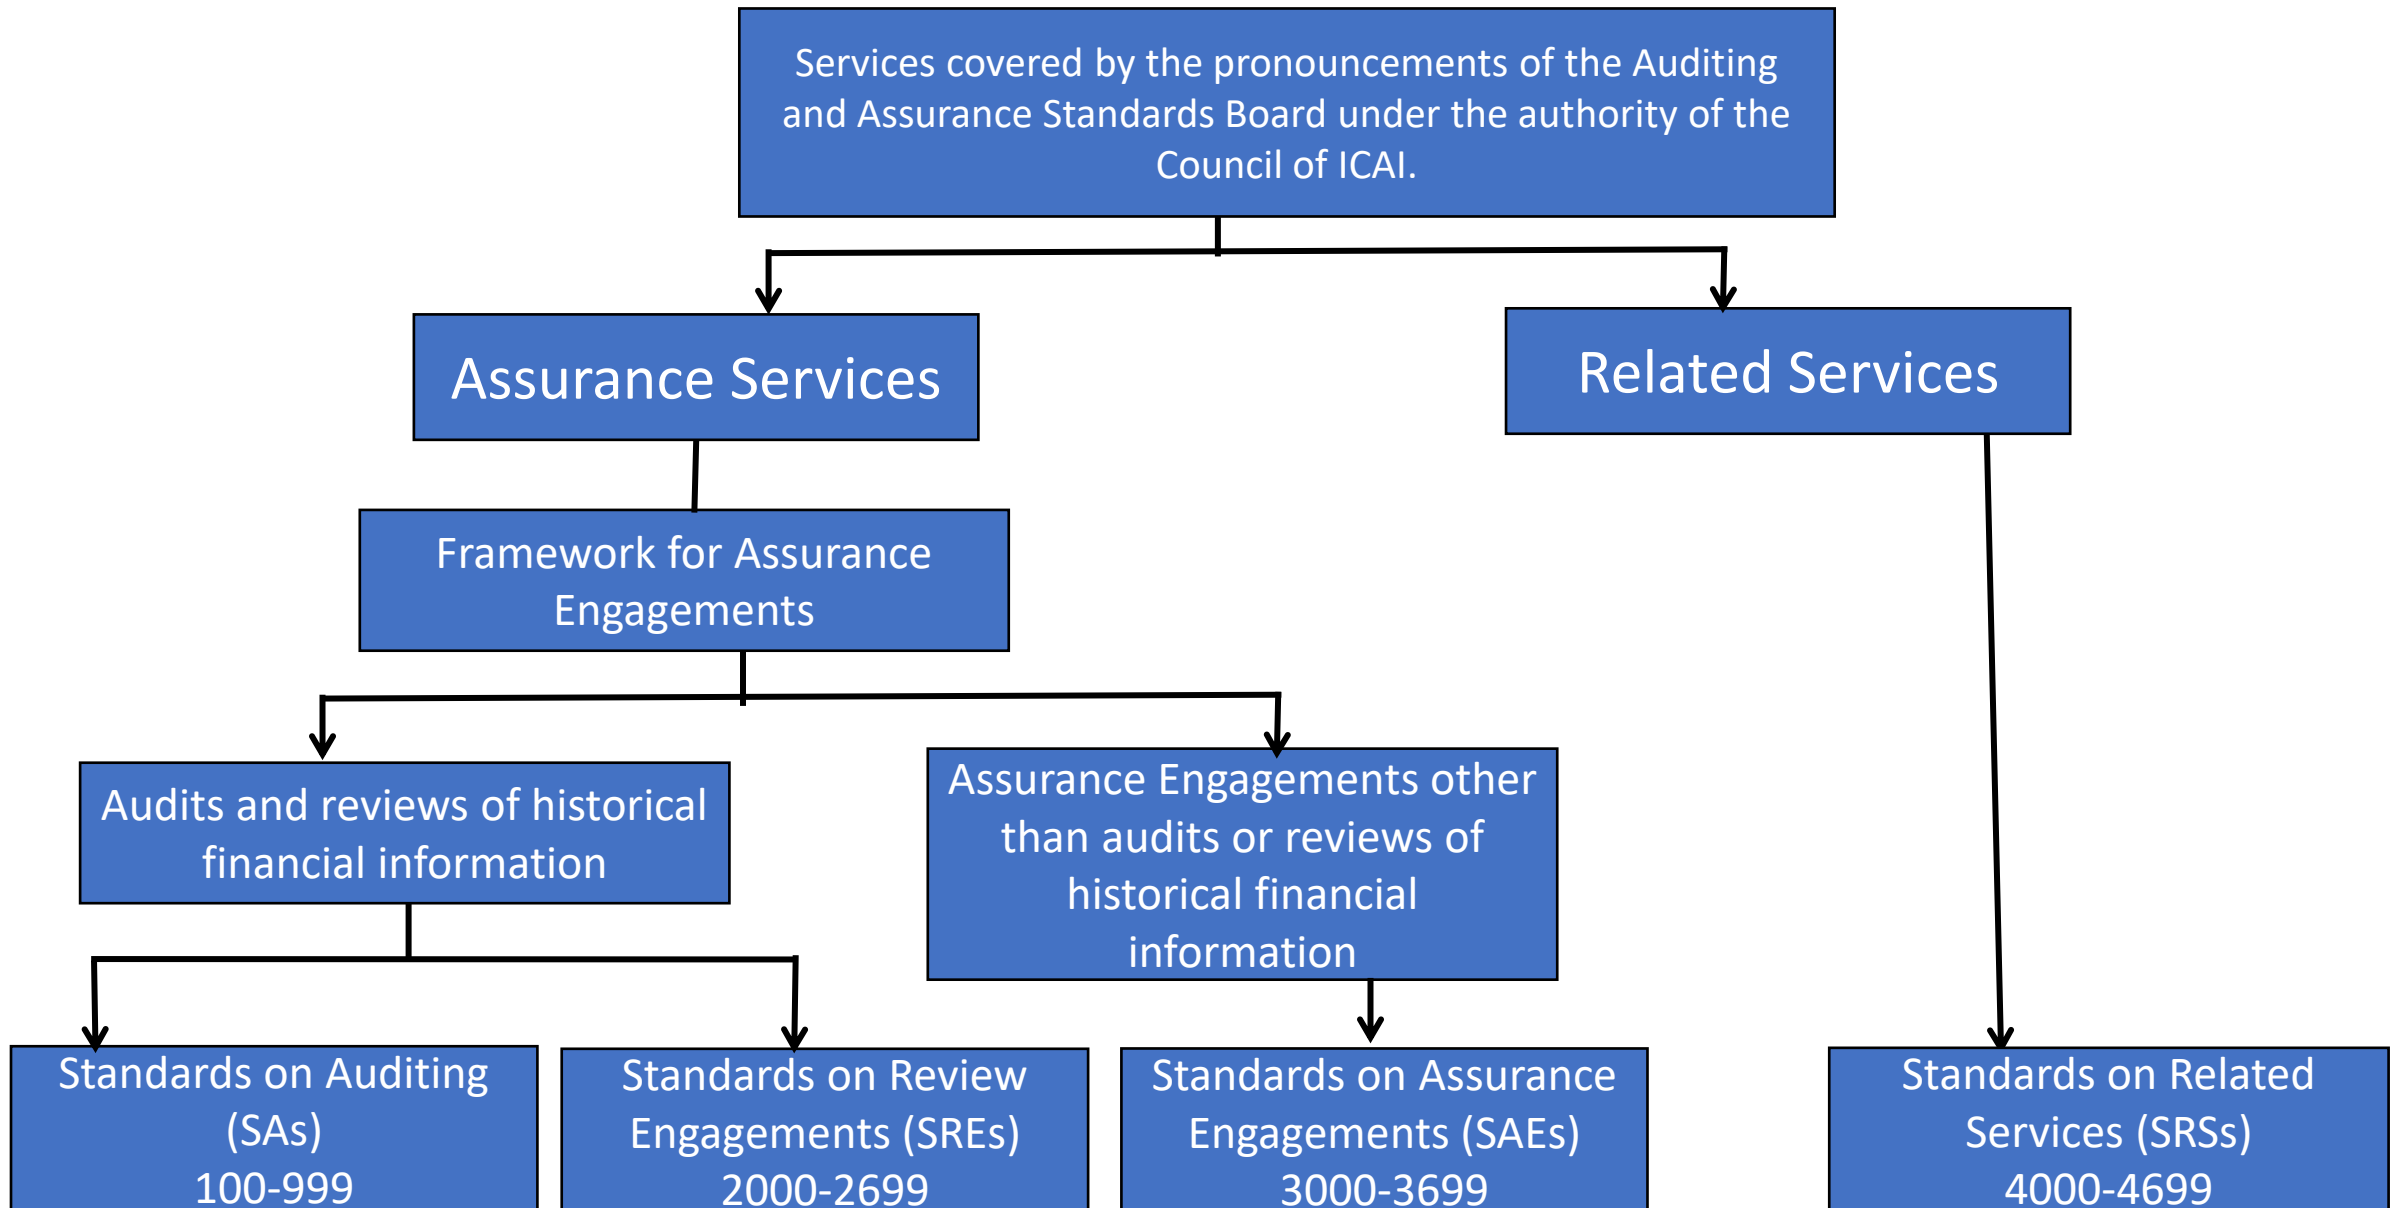 Services covered by the pronouncements of the Auditing
and Assurance Standards Board under the authority of the
Council of ICAI.
Assurance Services
Related Services
Framework for Assurance
Engagements
Audits and reviews of historical
financial information
Assurance Engagements other
than audits or reviews of
historical financial
information
Standards on Auditing
(SAs)
100-999
Standards on Review
Engagements (SREs)
2000-2699
Standards on Assurance
Engagements (SAEs)
3000-3699
Standards on Related
Services (SRSs)
4000-4699